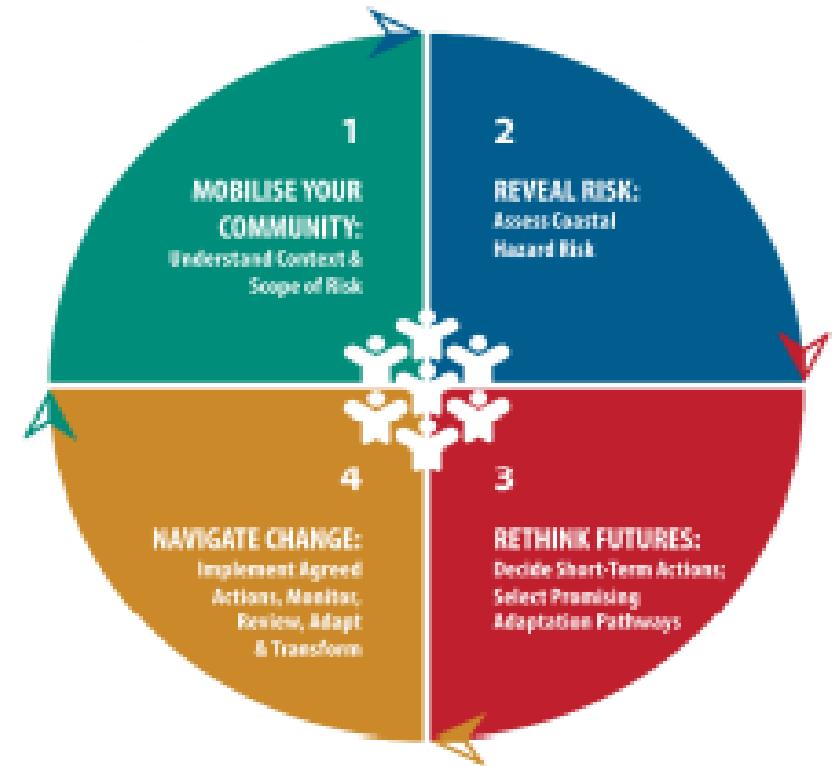 1
MOBILISE YOUR
COMMUNITY:
Understand Context &
Scope of Risk
2
REVEAL RISK:
Assess Coastal
Hazard Risk
3
RETHINK FUTURES:
Decide Short-Term Actions;
Select Promising
Adaptation Pathways
4
NAVIGATE CHANGE:
Implement Agreed
Actions, Monitor,
Review, Adapt
& Transform